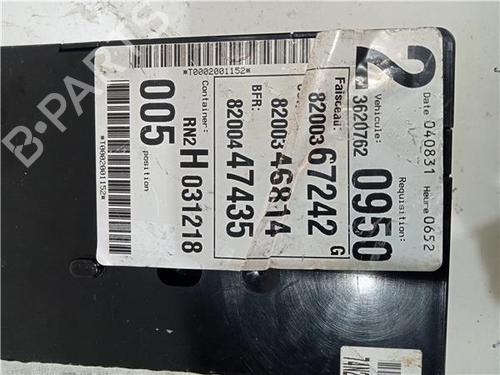 2
Date 040831 Heure 0652
Vehicule: Requisition:
3620762 0950
Faisceau:
8200367242 G
8200346814
BFR:
8200447435
Container:
RN2 H 031218
005 position
*T0002001152*
*T0002001152*
B-PARTS